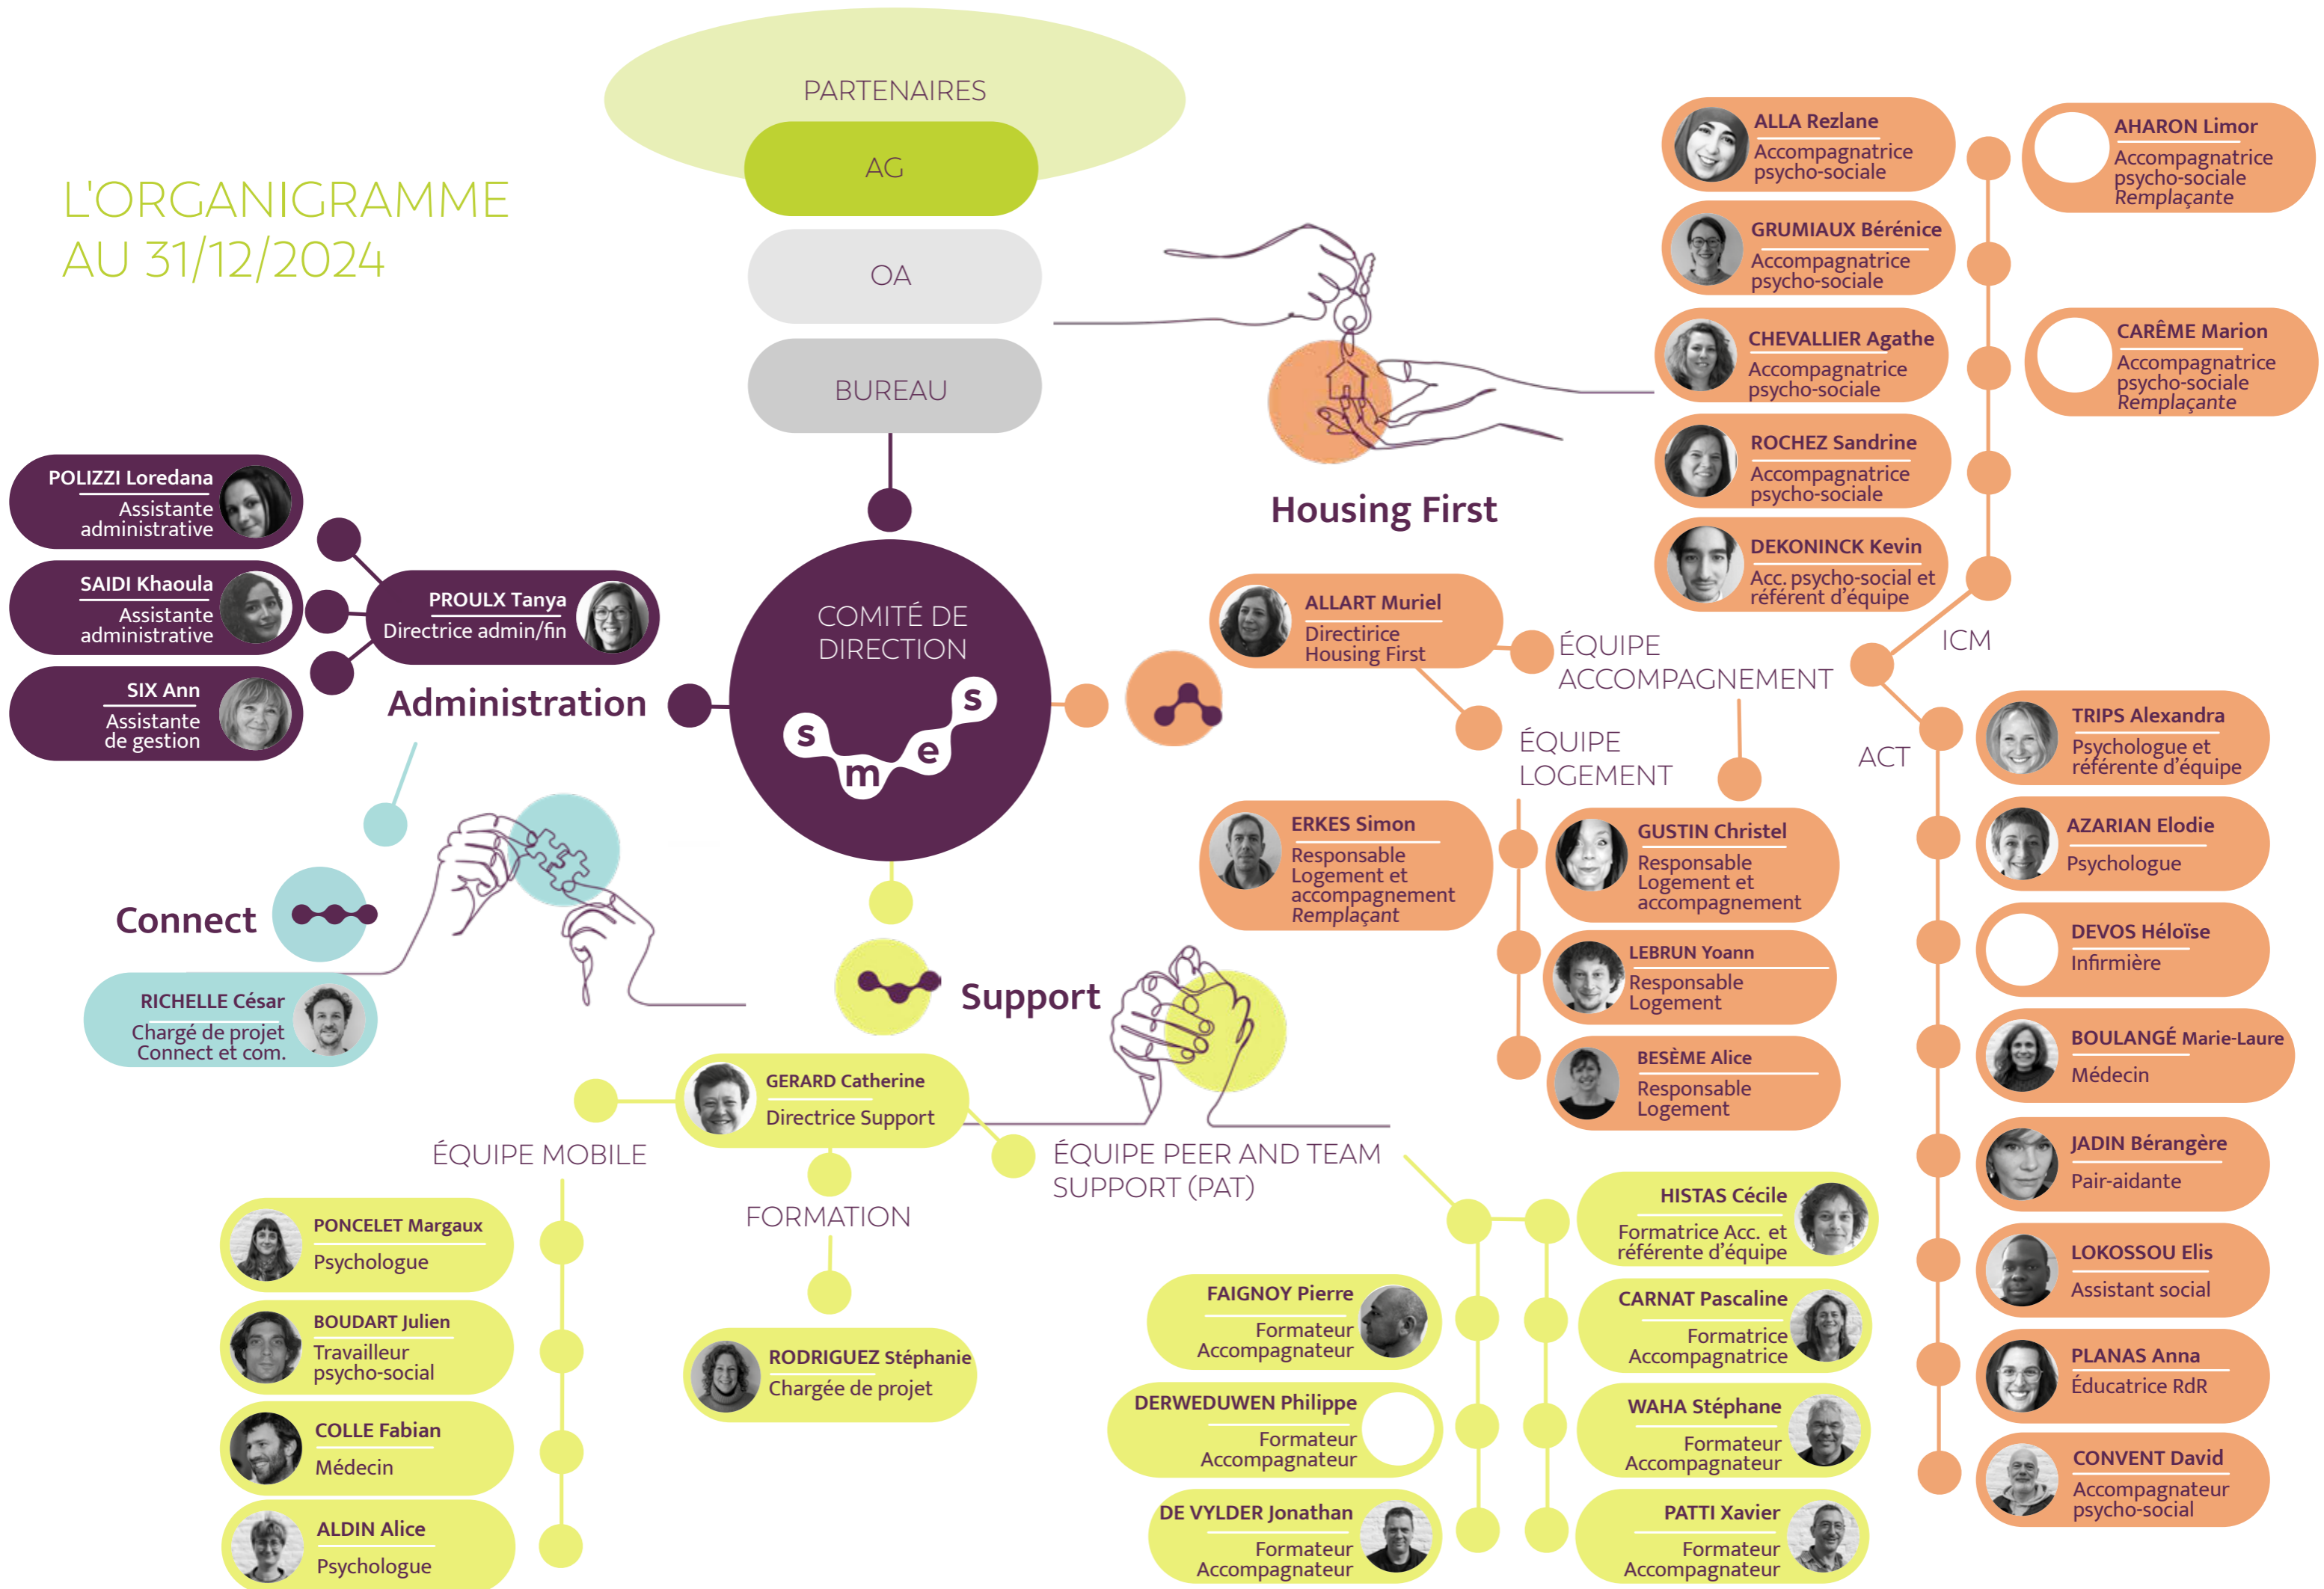 L'ORGANIGRAMME
AU 31/12/2024
PARTENAIRES
AG
OA
BUREAU
COMITÉ DE
DIRECTION
s
m
e
s
POLIZZI Loredana
Assistante
administrative
SAIDI Khaoula
Assistante
administrative
SIX Ann
Assistante
de gestion
PROULX Tanya
Directrice admin/fin
Administration
Connect
RICHELLE César
Chargé de projet
Connect et com.
Support
GERARD Catherine
Directrice Support
ÉQUIPE MOBILE
PONCELET Margaux
Psychologue
BOUDART Julien
Travailleur
psycho-social
COLLE Fabian
Médecin
ALDIN Alice
Psychologue
FORMATION
RODRIGUEZ Stéphanie
Chargée de projet
ÉQUIPE PEER AND TEAM
SUPPORT (PAT)
FAIGNOY Pierre
Formateur
Accompagnateur
DERWEDUWEN Philippe
Formateur
Accompagnateur
DE VYLDER Jonathan
Formateur
Accompagnateur
HISTAS Cécile
Formatrice Acc. et
référente d'équipe
CARNAT Pascaline
Formatrice
Accompagnatrice
WAHA Stéphane
Formateur
Accompagnateur
PATTI Xavier
Formateur
Accompagnateur
Housing First
ALLART Muriel
Directirice
Housing First
ÉQUIPE
LOGEMENT
ERKES Simon
Responsable
Logement et
accompagnement
Remplaçant
GUSTIN Christel
Responsable
Logement et
accompagnement
LEBRUN Yoann
Responsable
Logement
BESÈME Alice
Responsable
Logement
ÉQUIPE
ACCOMPAGNEMENT
ICM
ALLA Rezlane
Accompagnatrice
psycho-sociale
GRUMIAUX Bérénice
Accompagnatrice
psycho-sociale
CHEVALLIER Agathe
Accompagnatrice
psycho-sociale
ROCHEZ Sandrine
Accompagnatrice
psycho-sociale
DEKONINCK Kevin
Acc. psycho-social et
référent d'équipe
AHARON Limor
Accompagnatrice
psycho-sociale
Remplaçante
CARÊME Marion
Accompagnatrice
psycho-sociale
Remplaçante
ACT
TRIPS Alexandra
Psychologue et
référente d'équipe
AZARIAN Elodie
Psychologue
DEVOS Héloïse
Infirmière
BOULANGÉ Marie-Laure
Médecin
JADIN Bérangère
Pair-aidante
LOKOSSOU Elis
Assistant social
PLANAS Anna
Éducatrice RdR
CONVENT David
Accompagnateur
psycho-social